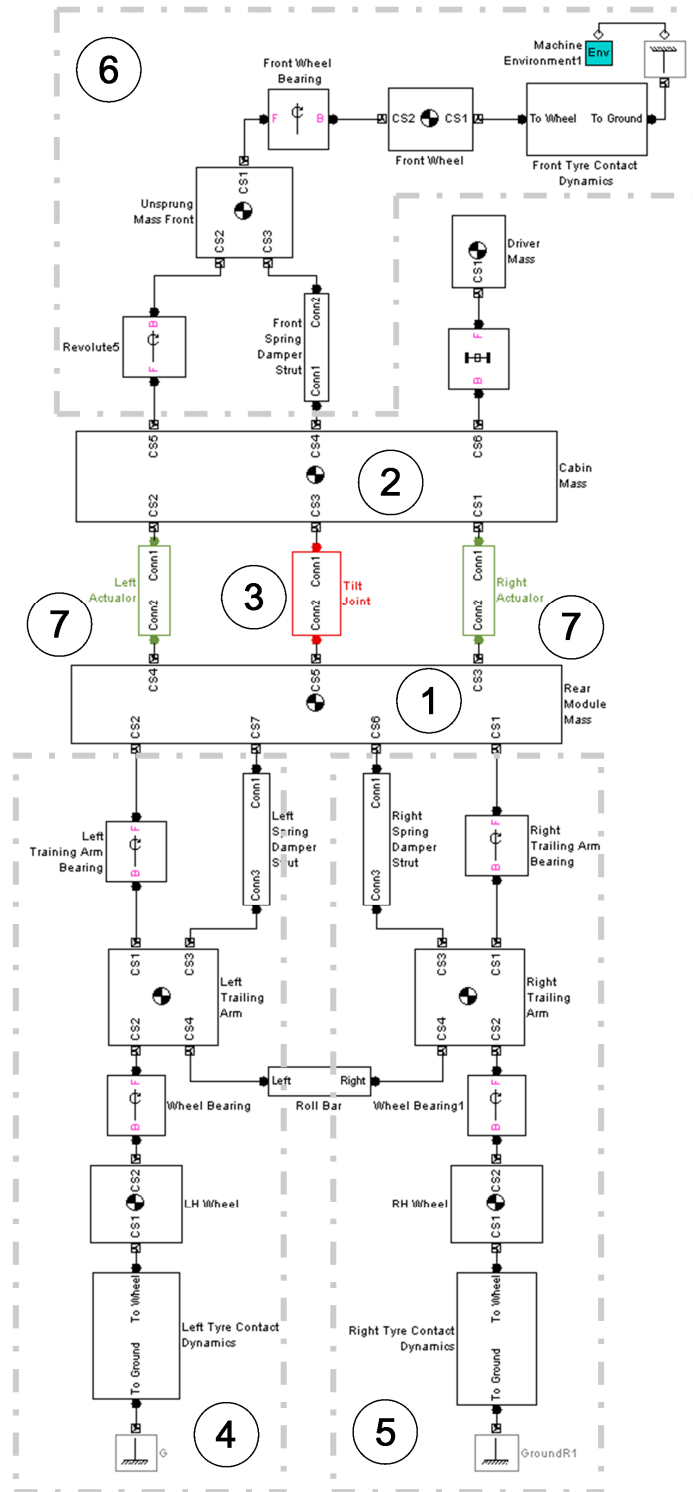 6
Machine
Environment1
Env
Front Wheel
Bearing
F
B
CS2
CS1
Front Wheel
To Wheel
To Ground
Front Tyre Contact
Dynamics
CS1
Unsprung
Mass Front
CS2
CS3
Driver
Mass
CS1
B
Revolute5
F
Conn2
Front
Spring
Damper
Strut
Conn1
F
B
CS5
CS4
CS6
2
Cabin
Mass
CS2
CS3
CS1
Left
Actualor
Conn1
Conn2
3
Conn1
Conn2
Tilt
Joint
Conn1
Conn2
Right
Actualor
7
7
CS4
CS5
CS3
1
Rear
Module
Mass
CS2
CS7
CS6
CS1
Left
Training Arm
Bearing
F
B
Conn1
Conn3
Left
Spring
Damper
Strut
Conn1
Conn3
Right
Spring
Damper
Strut
F
B
Right
Trailing Arm
Bearing
CS1
CS3
Left
Trailing
Arm
CS2
CS4
CS3
CS1
Right
Trailing
Arm
CS4
CS2
F
B
Wheel Bearing
Left
Right
Roll Bar
Wheel Bearing1
F
B
CS2
CS1
LH Wheel
RH Wheel
CS2
CS1
To Wheel
To Ground
Left Tyre Contact
Dynamics
Right Tyre Contact
Dynamics
To Wheel
To Ground
4
5
G
GroundR1